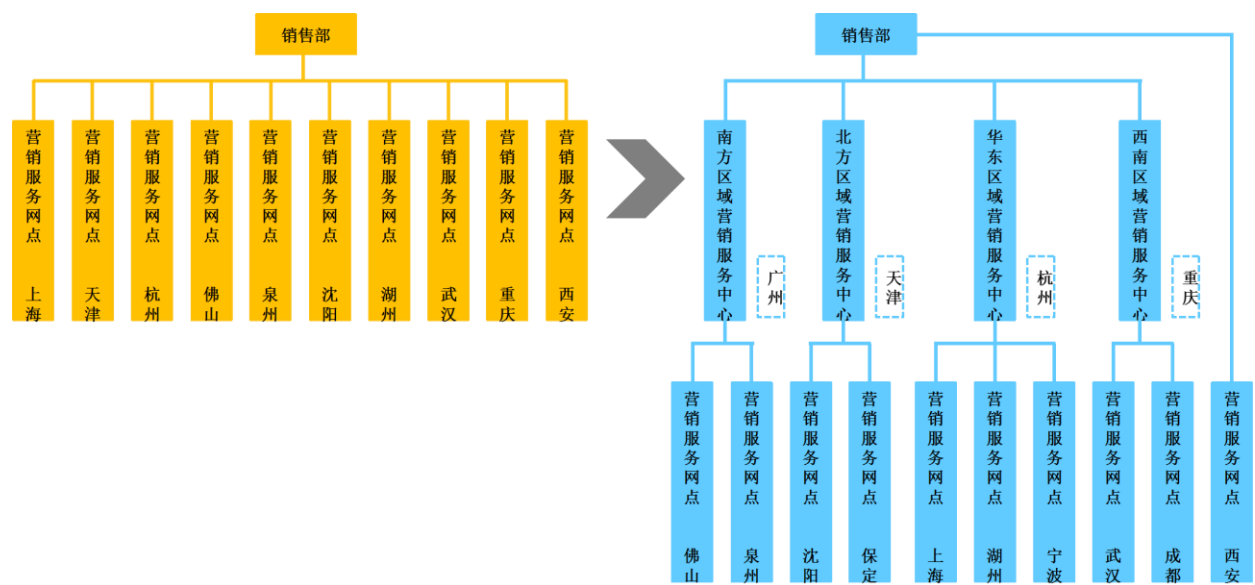 销售部
营销服务网点 上海
营销服务网点 天津
营销服务网点 杭州
营销服务网点 佛山
营销服务网点 泉州
营销服务网点 沈阳
营销服务网点 湖州
营销服务网点 武汉
营销服务网点 重庆
营销服务网点 西安
销售部
南方区域营销服务中心
广州
北方区域营销服务中心
天津
华东区域营销服务中心
杭州
西南区域营销服务中心
重庆
营销服务网点 佛山
营销服务网点 泉州
营销服务网点 沈阳
营销服务网点 保定
营销服务网点 上海
营销服务网点 湖州
营销服务网点 宁波
营销服务网点 武汉
营销服务网点 成都
营销服务网点 西安